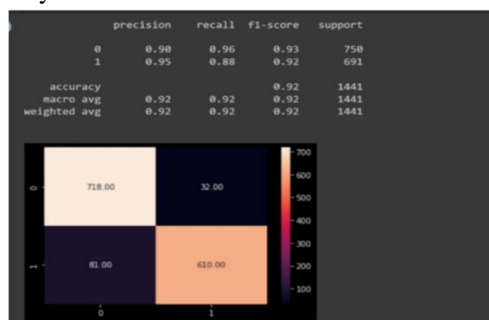 precision recall f1-score support
0 0.90 0.96 0.93 750
1 0.95 0.88 0.92 691
accuracy 0.92 1441
macro avg 0.92 0.92 0.92 1441
weighted avg 0.92 0.92 0.92 1441
700
0 718.00 32.00 600
500
400
300
1 81.00 610.00 200
100
0 1